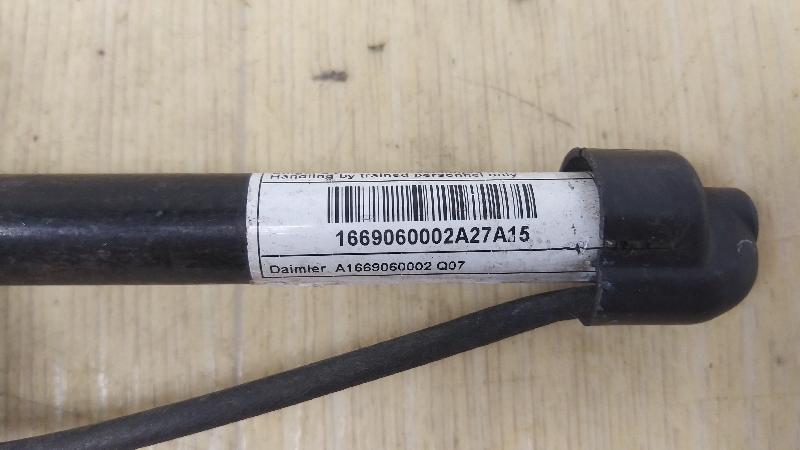 Handling by trained personnel only
1669060002A27A15
Daimler A1669060002 Q07